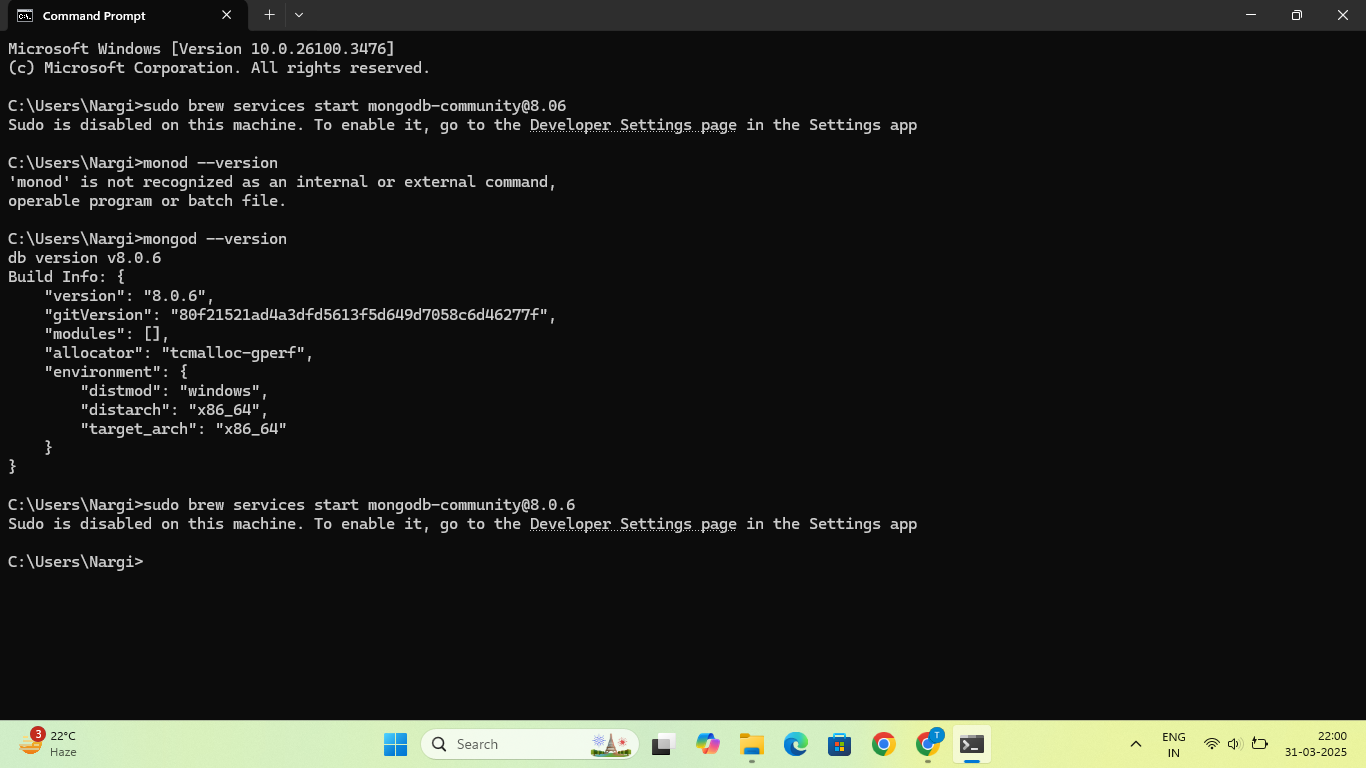 Command Prompt
Microsoft Windows [Version 10.0.26100.3476]
(c) Microsoft Corporation. All rights reserved.
C:\Users\Nargi>sudo brew services start mongodb-community@8.06
Sudo is disabled on this machine. To enable it, go to the Developer Settings page in the Settings app
C:\Users\Nargi>monod --version
'monod' is not recognized as an internal or external command,
operable program or batch file.
C:\Users\Nargi>mongod --version
db version v8.0.6
Build Info: {
    "version": "8.0.6",
    "gitVersion": "80f21521ad4a3dfd5613f5d649d7058c6d46277f",
    "modules": [],
    "allocator": "tcmalloc-gperf",
    "environment": {
        "distmod": "windows",
        "distarch": "x86_64",
        "target_arch": "x86_64"
    }
}
C:\Users\Nargi>sudo brew services start mongodb-community@8.0.6
Sudo is disabled on this machine. To enable it, go to the Developer Settings page in the Settings app
C:\Users\Nargi>
3
22°C
Haze
Search
T
ENG
IN
22:00
31-03-2025